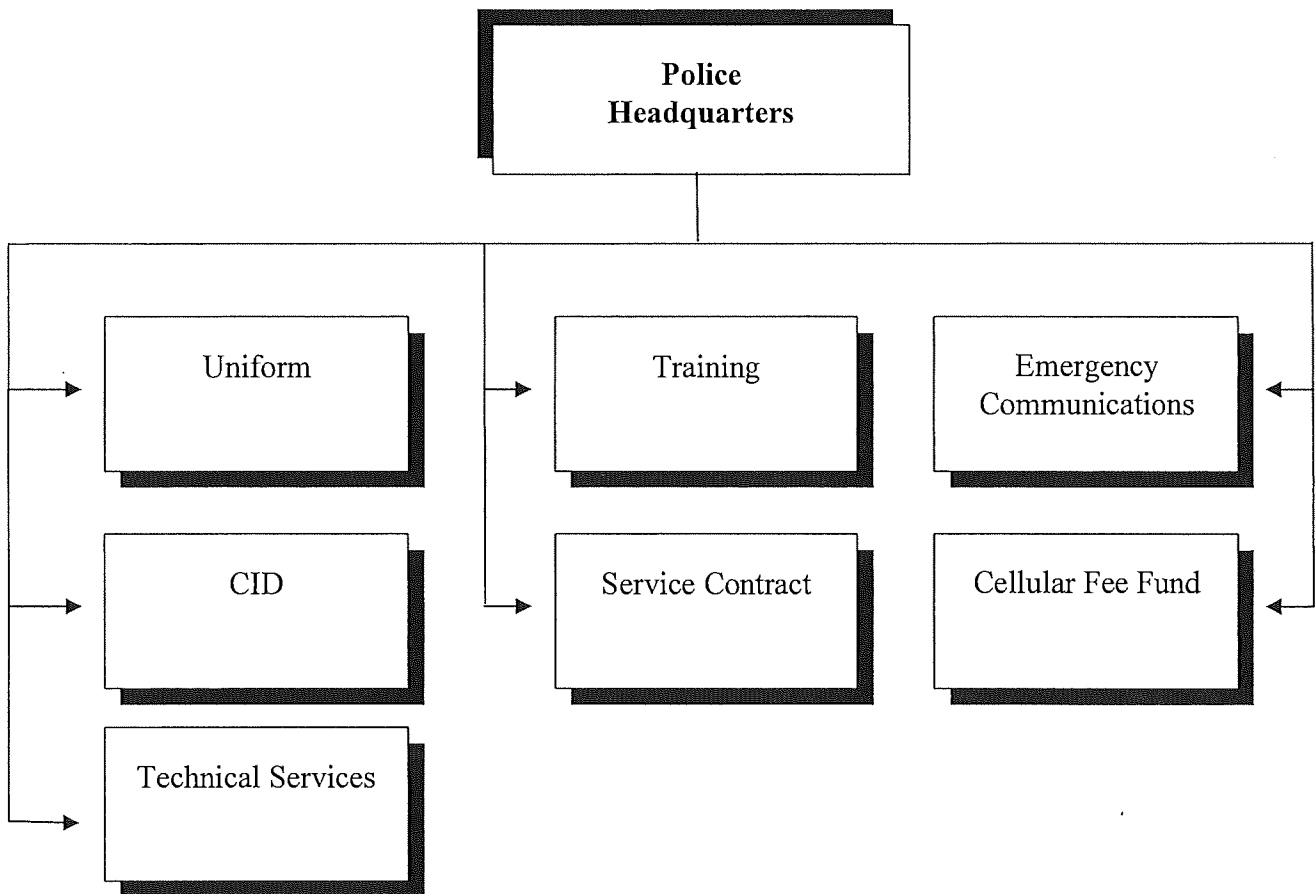 Police
Headquarters
Uniform
Training
Emergency
Communications
CID
Service Contract
Cellular Fee Fund
Technical Services